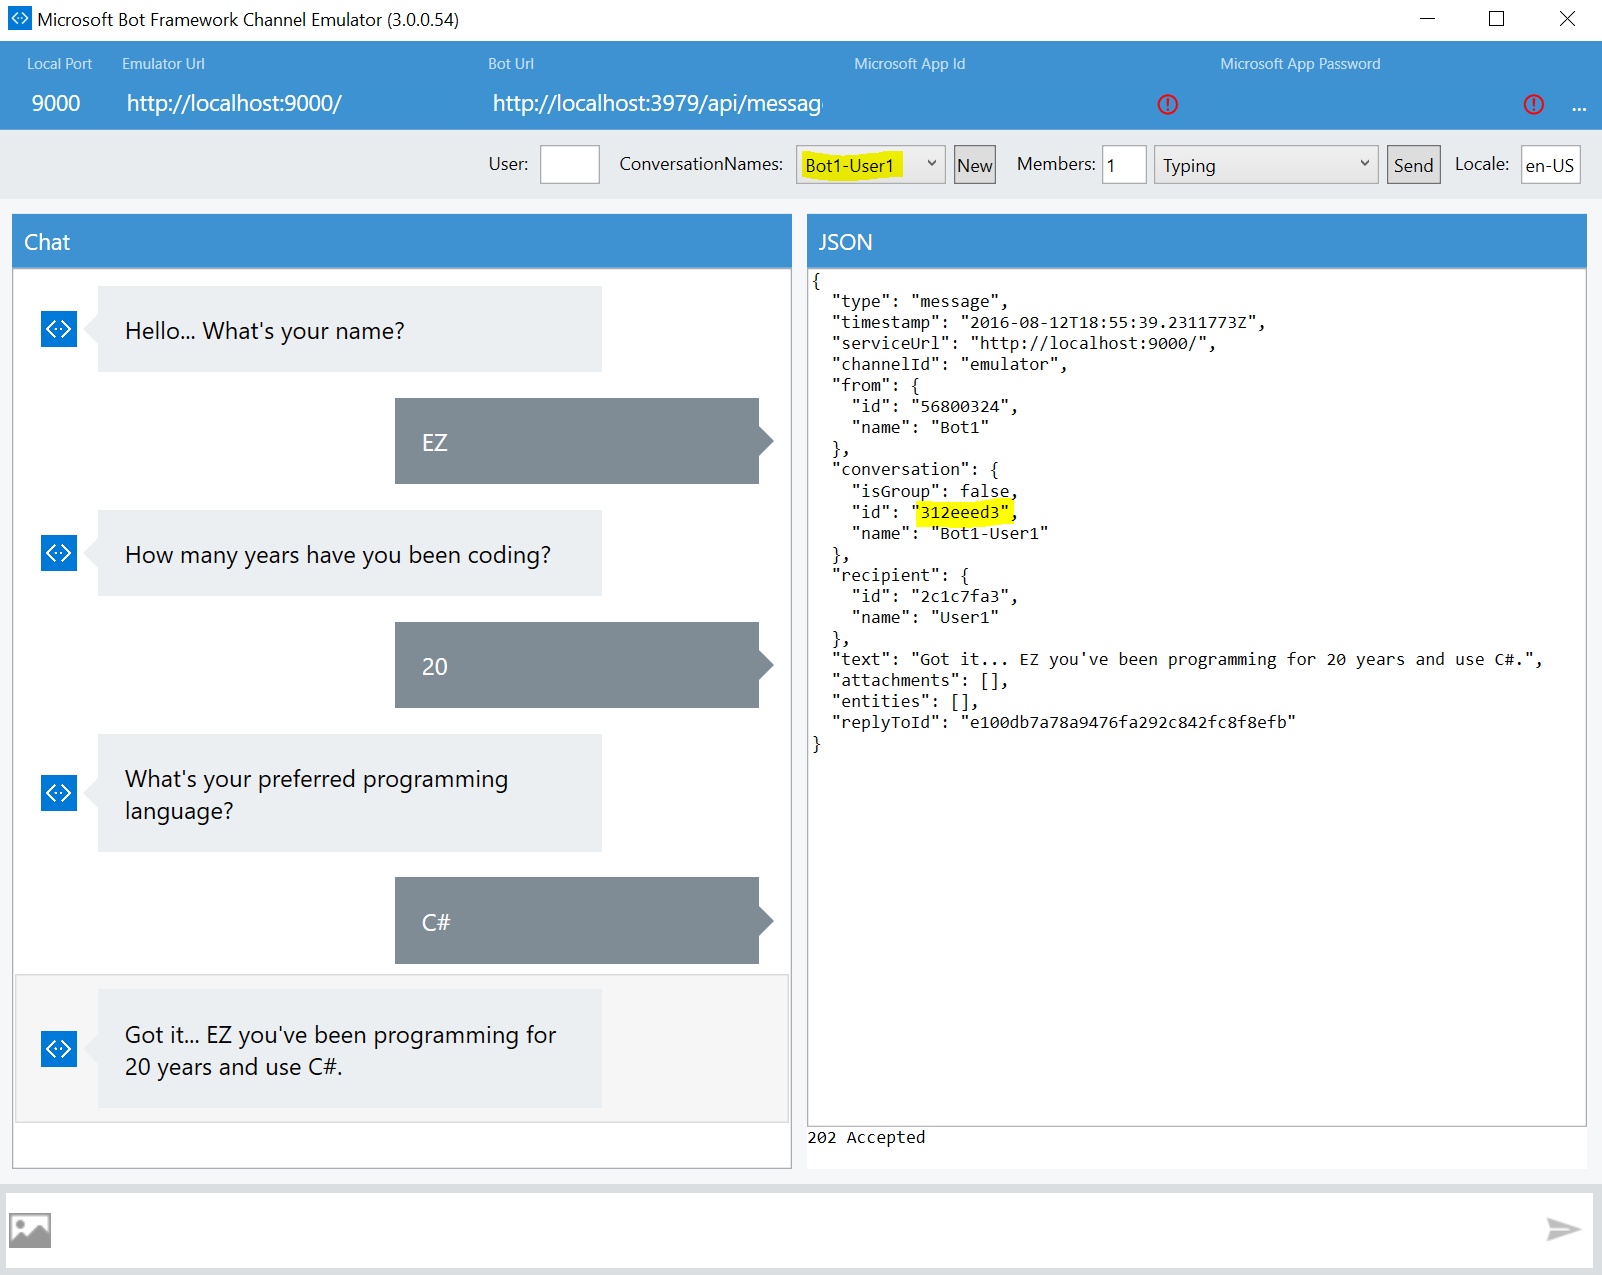 Microsoft Bot Framework Channel Emulator (3.0.0.54)
Local Port
Emulator Url
Bot Url
Microsoft App Id
Microsoft App Password
9000
http://localhost:9000/
http://localhost:3979/api/messag
...
User:
ConversationNames:
Bot1-User1
New
Members:
1
Typing
Send
Locale:
en-US
Chat
Hello... What's your name?
EZ
How many years have you been coding?
20
What's your preferred programming
language?
C#
Got it... EZ you've been programming for
20 years and use C#.
JSON
{
  "type": "message",
  "timestamp": "2016-08-12T18:55:39.2311773Z",
  "serviceUrl": "http://localhost:9000/",
  "channelId": "emulator",
  "from": {
    "id": "56800324",
    "name": "Bot1"
  },
  "conversation": {
    "isGroup": false,
    "id": "312eeed3",
    "name": "Bot1-User1"
  },
  "recipient": {
    "id": "2c1c7fa3",
    "name": "User1"
  },
  "text": "Got it... EZ you've been programming for 20 years and use C#.",
  "attachments": [],
  "entities": [],
  "replyToId": "e100db7a78a9476fa292c842fc8f8efb"
}
202 Accepted